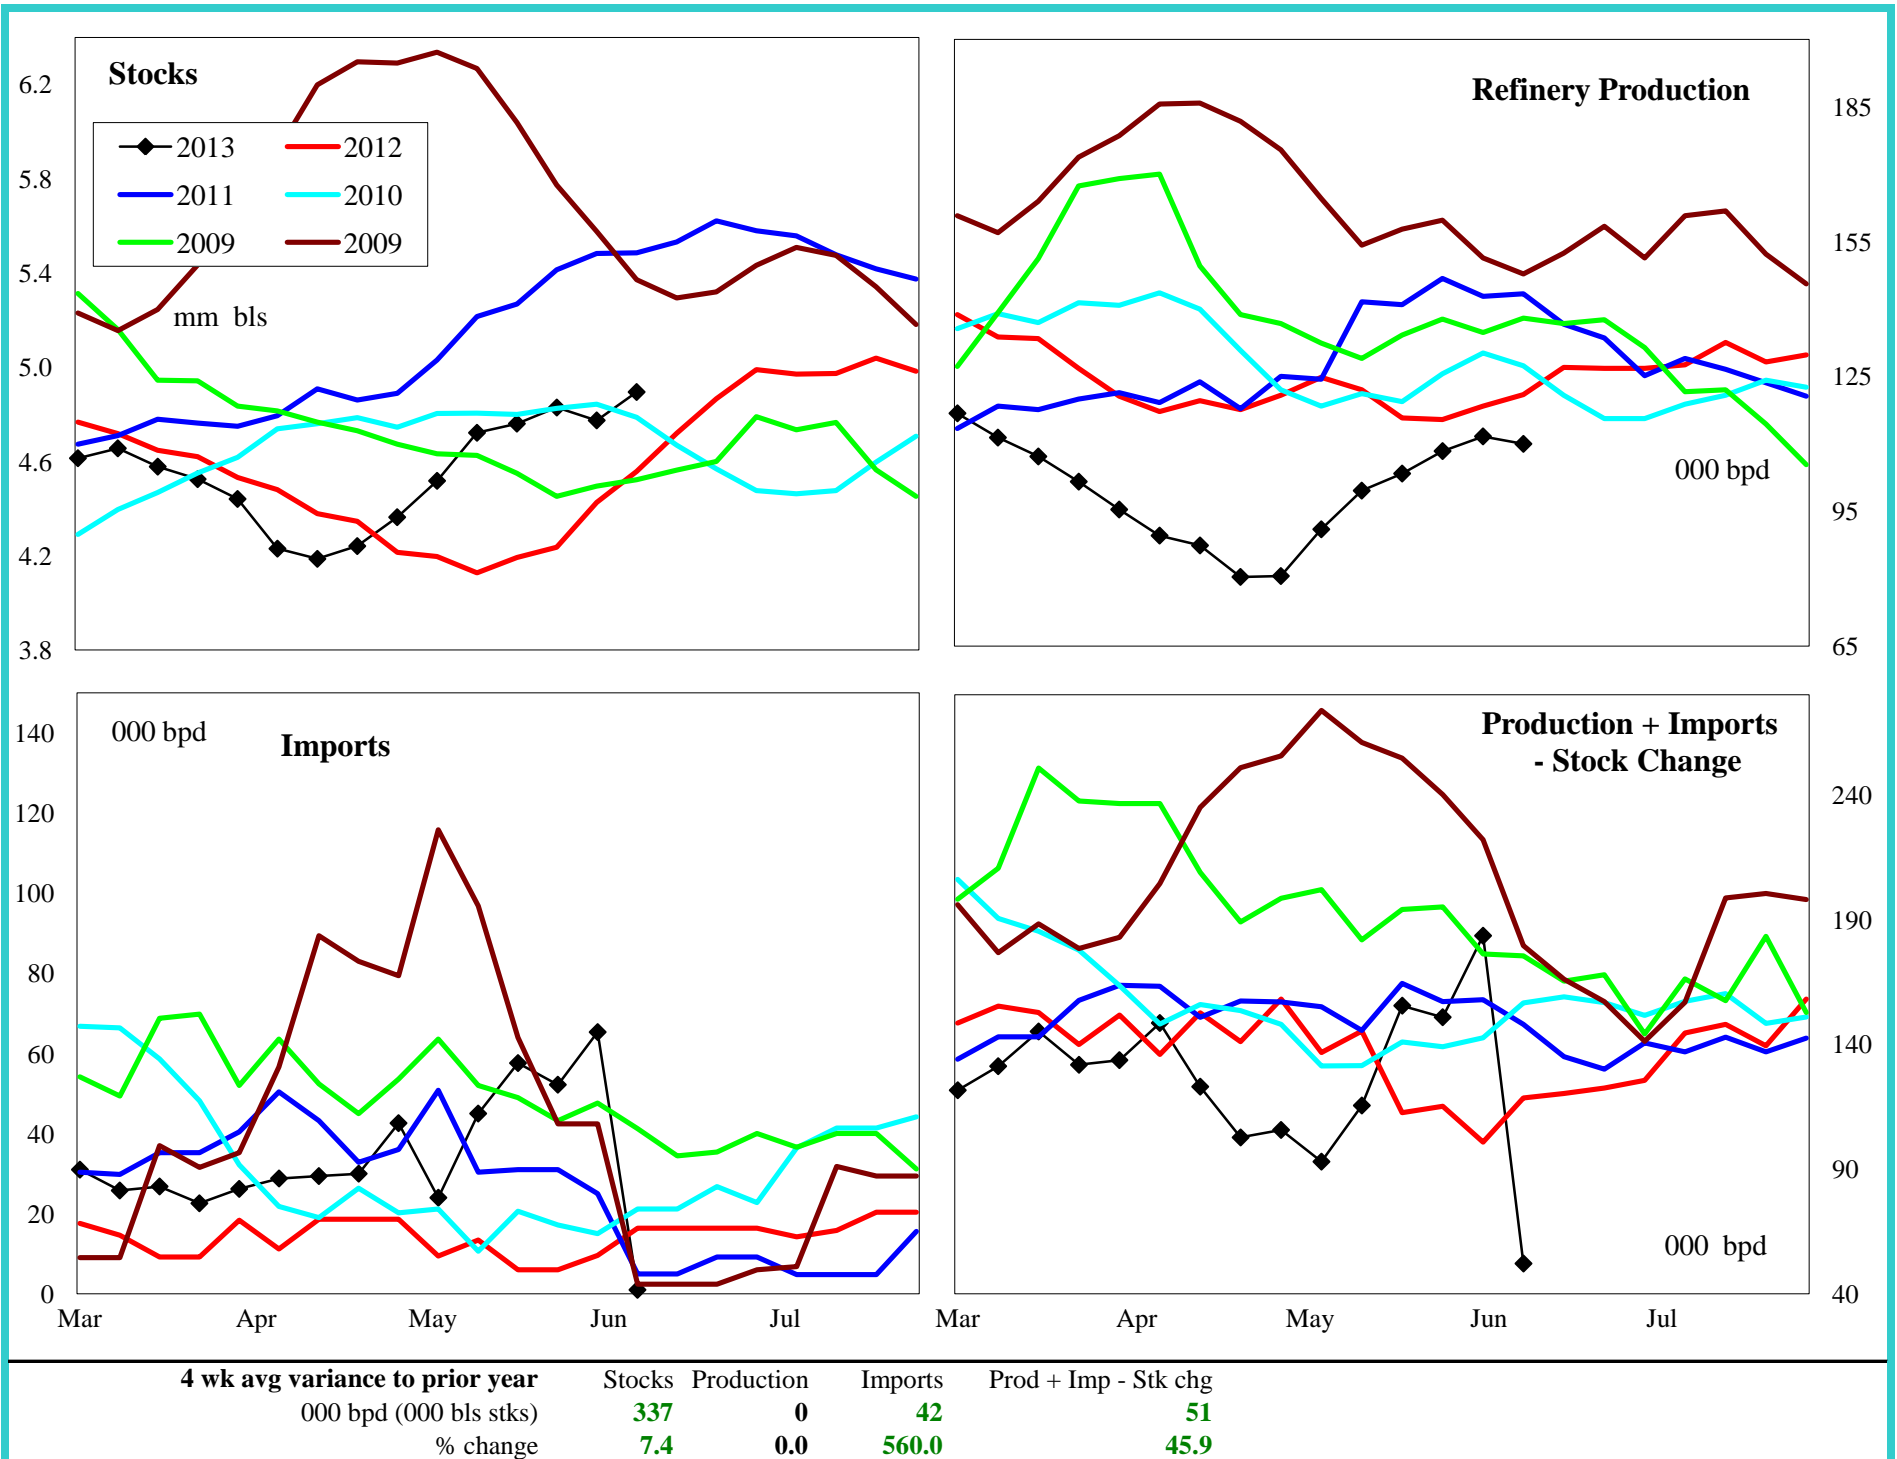 Stocks
6.2
5.8
5.4
5.0
4.6
4.2
3.8
2013
2012
2011
2010
2009
2009
mm bls
Refinery Production
185
155
125
95
65
000 bpd
140
120
100
80
60
40
20
0
000 bpd
Imports
Mar Apr May Jun Jul
Production + Imports
- Stock Change
240
190
140
90
40
000 bpd
Mar Apr May Jun Jul
4 wk avg variance to prior year Stocks Production Imports Prod + Imp - Stk chg
000 bpd (000 bls stks) 337 0 42 51
% change 7.4 0.0 560.0 45.9